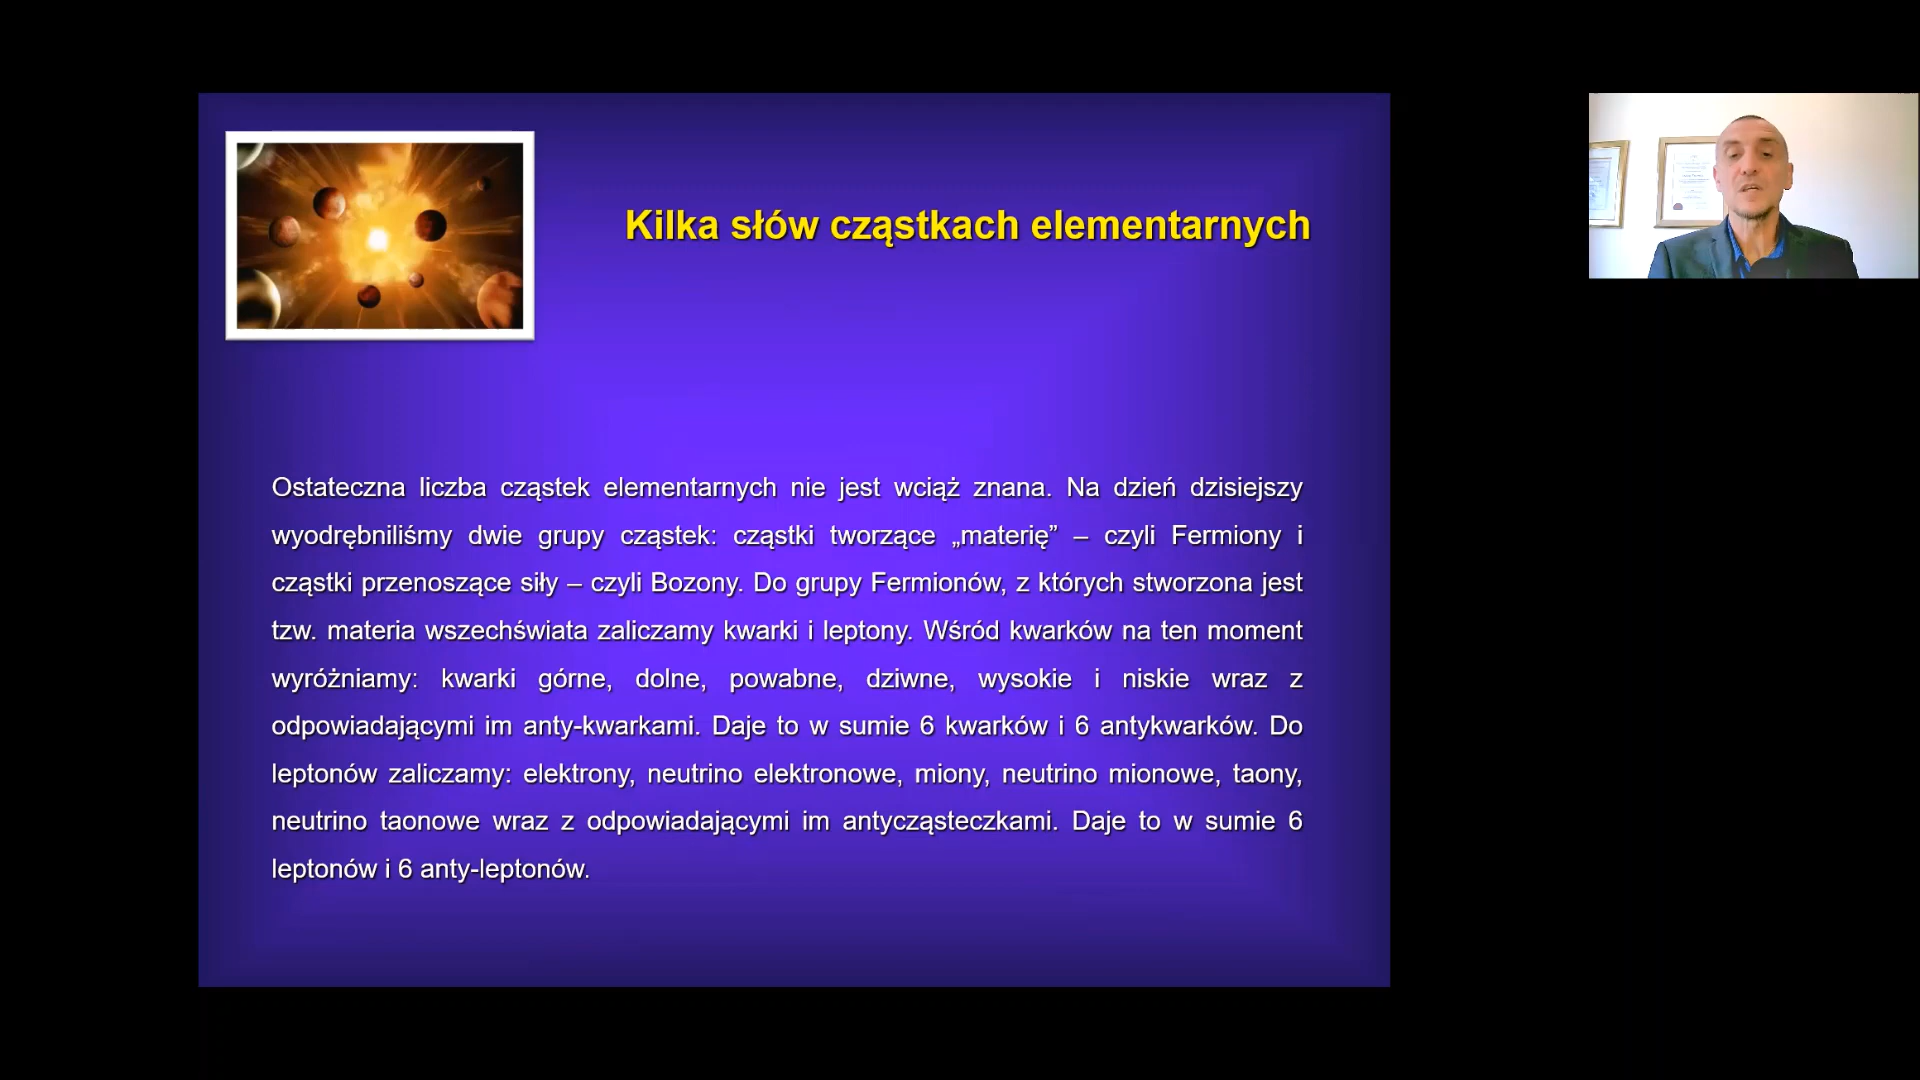 Kilka słów cząstkach elementarnych
Ostateczna liczba cząstek elementarnych nie jest wciąż znana. Na dzień dzisiejszy
wyodrębniliśmy dwie grupy cząstek: cząstki tworzące „materię” – czyli Fermiony i
cząstki przenoszące siły – czyli Bozony. Do grupy Fermionów, z których stworzona jest
tzw. materia wszechświata zaliczamy kwarki i leptony. Wśród kwarków na ten moment
wyróżniamy: kwarki górne, dolne, powabne, dziwne, wysokie i niskie wraz z
odpowiadającymi im anty-kwarkami. Daje to w sumie 6 kwarków i 6 antykwarków. Do
leptonów zaliczamy: elektrony, neutrino elektronowe, miony, neutrino mionowe, taony,
neutrino taonowe wraz z odpowiadającymi im antycząsteczkami. Daje to w sumie 6
leptonów i 6 anty-leptonów.